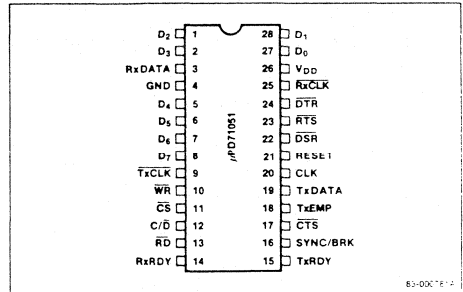 D2 1 28 D1
D3 2 27 D0
RxDATA 3 26 VDD
GND 4 25 RxCLK
D4 5 24 DTR
D5 6 23 RTS
D6 7 22 DSR
D7 8 21 RESET
TxCLK 9 20 CLK
WR 10 19 TxDATA
CS 11 18 TxEMP
C/D 12 17 CTS
RD 13 16 SYNC/BRK
RxRDY 14 15 TxRDY
μPD71051